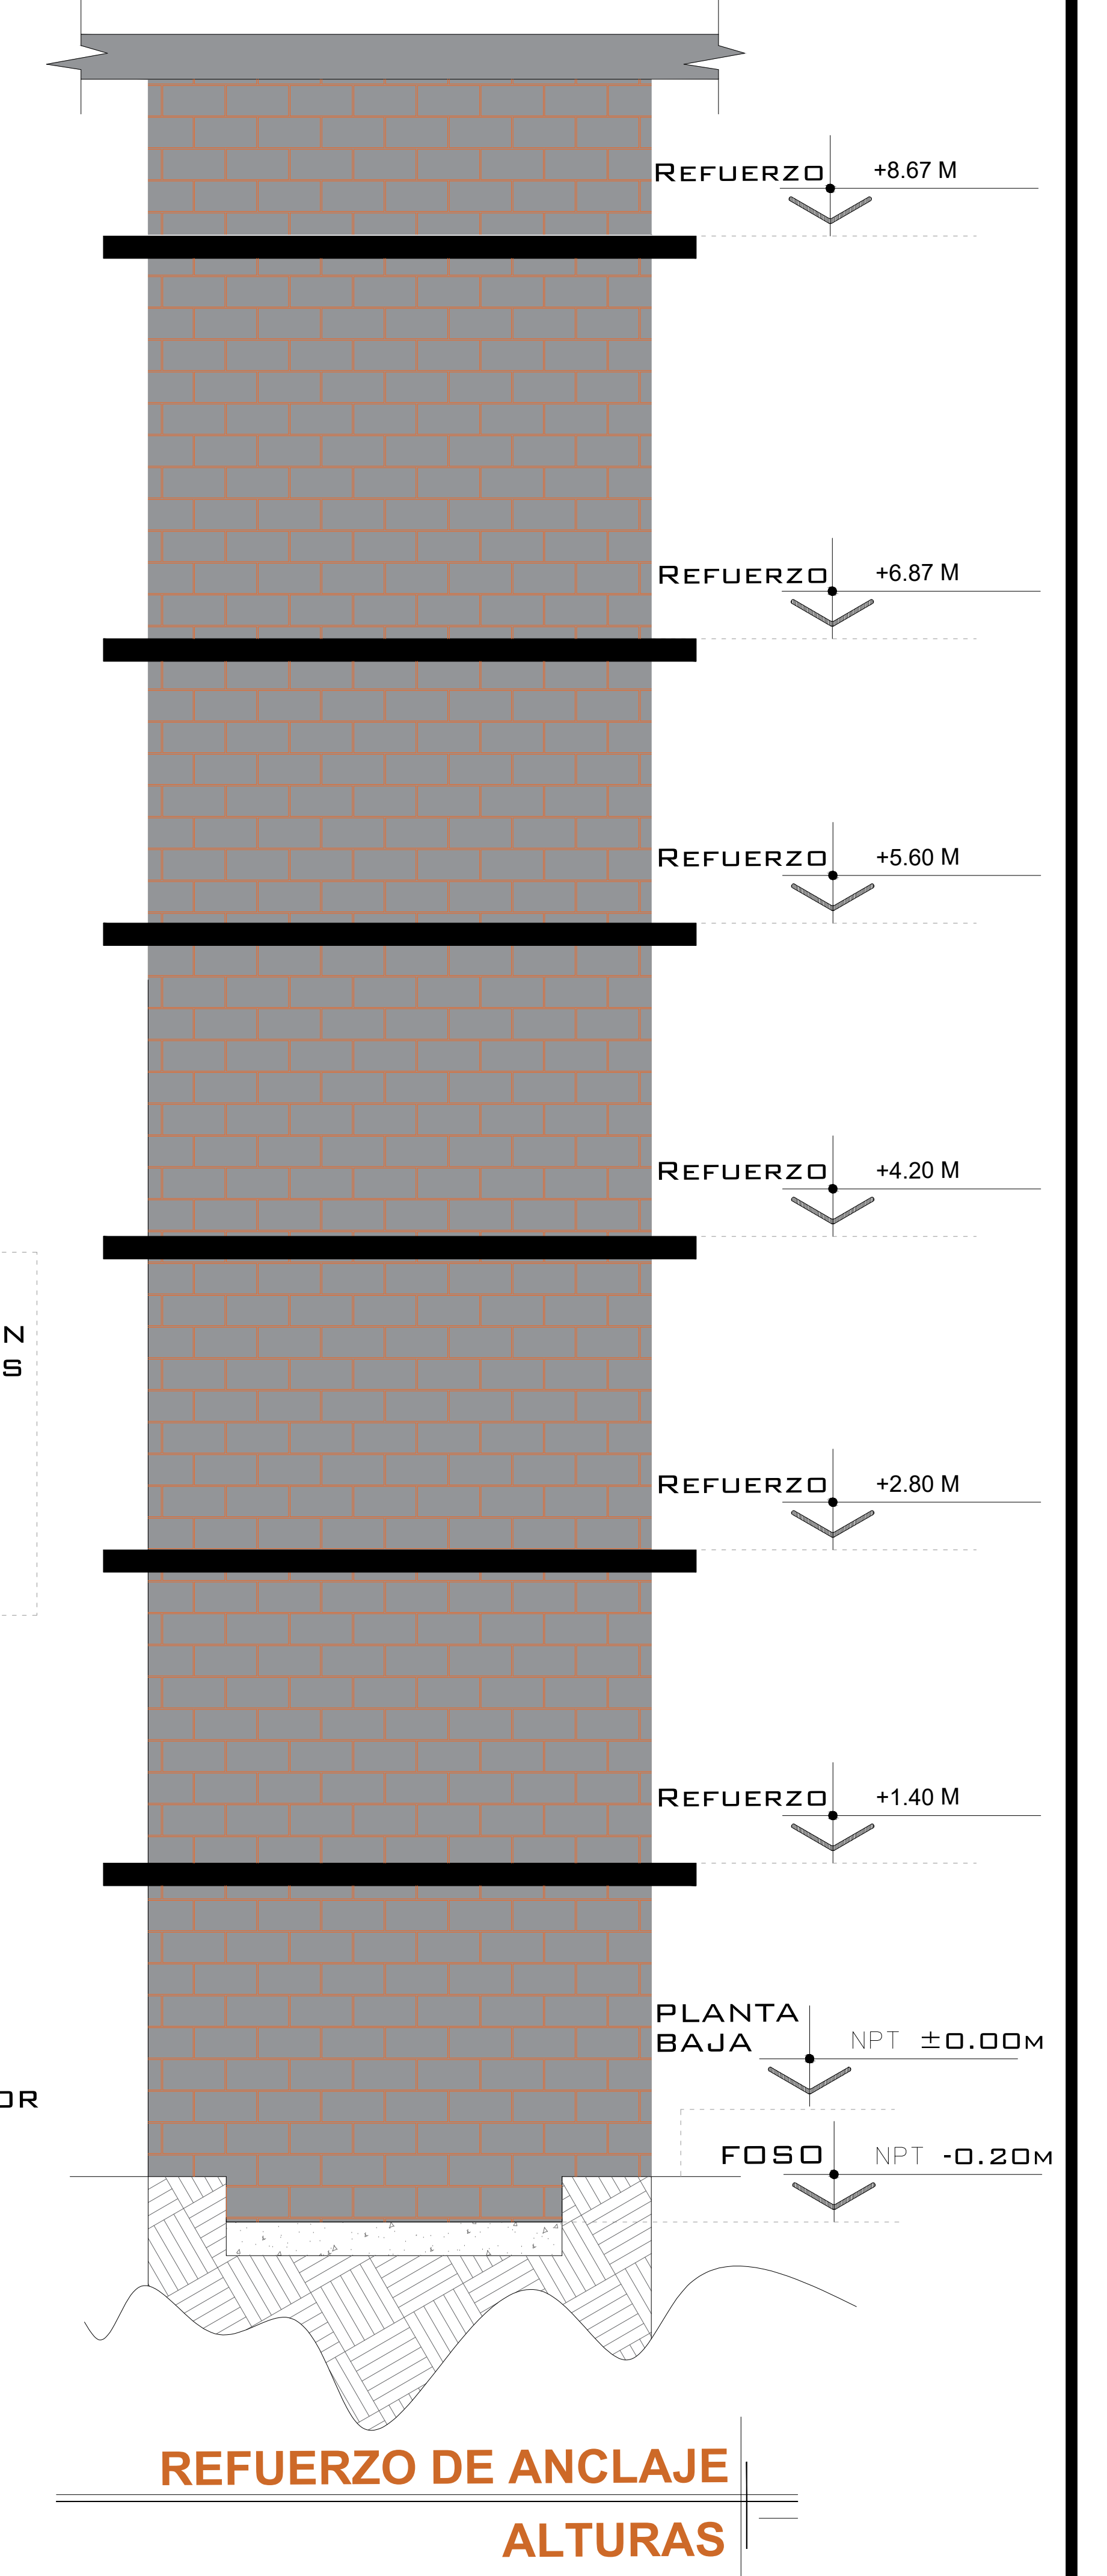 REFUERZO +8.67 M
REFUERZO +6.87 M
REFUERZO +5.60 M
REFUERZO +4.20 M
N
S
REFUERZO +2.80 M
REFUERZO +1.40 M
PLANTA
BAJA NPT ±0.00M
OR
FOSO NPT -0.20M
REFUERZO DE ANCLAJE
ALTURAS